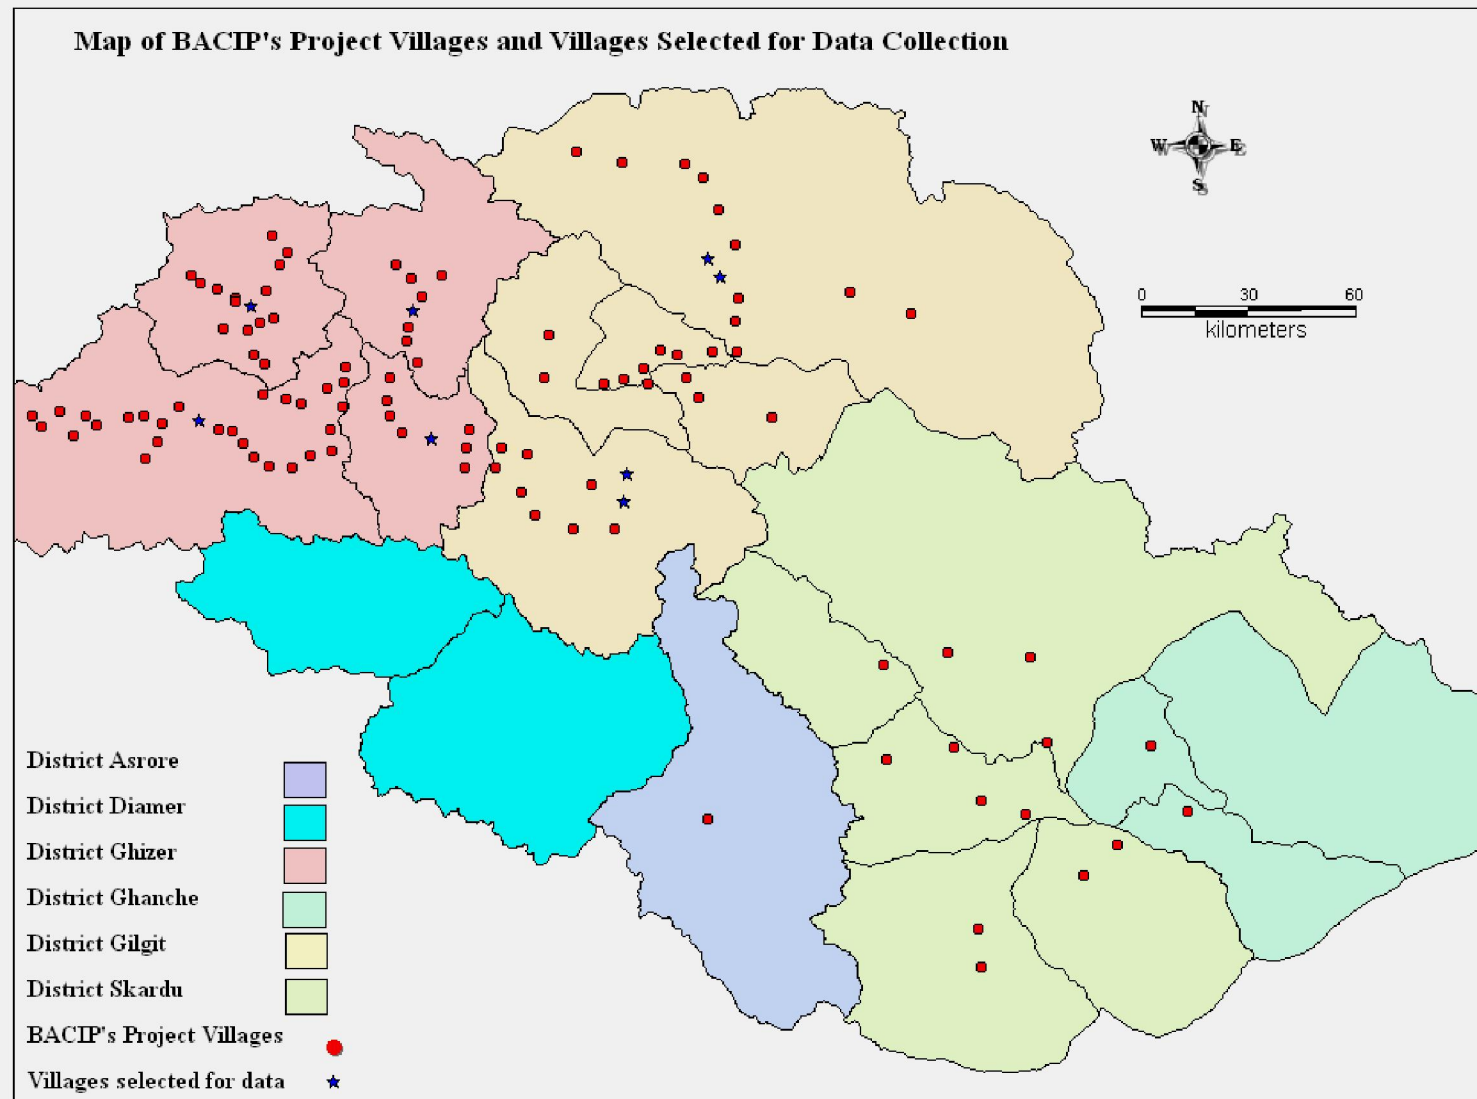 Map of BACIP's Project Villages and Villages Selected for Data Collection
N
W E
S
0 30 60
kilometers
District Asrore
District Diamer
District Ghizer
District Ghanche
District Gilgit
District Skardu
BACIP's Project Villages
Villages selected for data